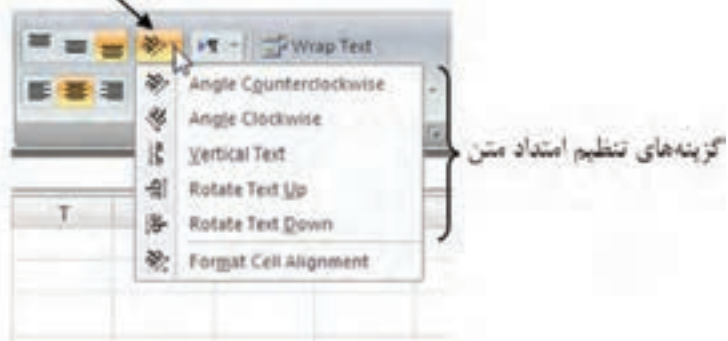 Wrap Text
Angle Counterclockwise
Angle Clockwise
Vertical Text
Rotate Text Up
Rotate Text Down
Format Cell Alignment
گزینه‌های تنظیم امتداد متن
T